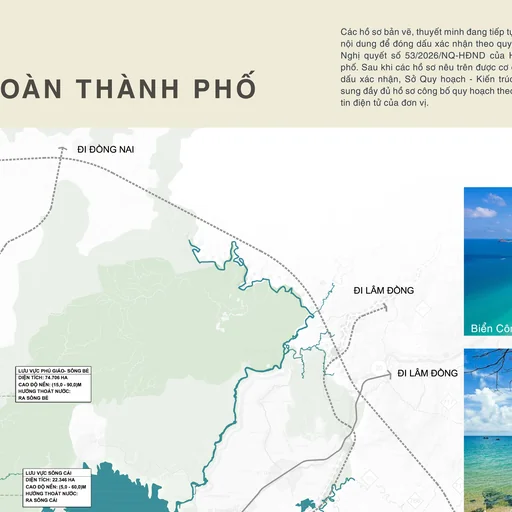 Các hồ sơ bản vẽ, thuyết minh đang tiếp tụ
nội dung để đóng dấu xác nhận theo quy
Nghị quyết số 53/2026/NQ-HĐND của H
phố. Sau khi các hồ sơ nêu trên được cơ
dấu xác nhận, Sở Quy hoạch - Kiến trúc
sung đầy đủ hồ sơ công bố quy hoạch theo
tin điện tử của đơn vị.
OÀN THÀNH PHỐ
ĐI ĐỒNG NAI
ĐI LÂM ĐỒNG
Biển Cô
ĐI LÂM ĐỒNG
LƯU VỰC PHÚ GIÁO- SÔNG BÉ
DIỆN TÍCH: 74.706 HA
CAO ĐỘ NỀN: (15,0 - 90,0)M
HƯỚNG THOÁT NƯỚC:
RA SÔNG BÉ
LƯU VỰC SÔNG CÁI
DIỆN TÍCH: 22.346 HA
CAO ĐỘ NỀN: (5,0 - 60,0)M
HƯỚNG THOÁT NƯỚC:
RA SÔNG CÁI